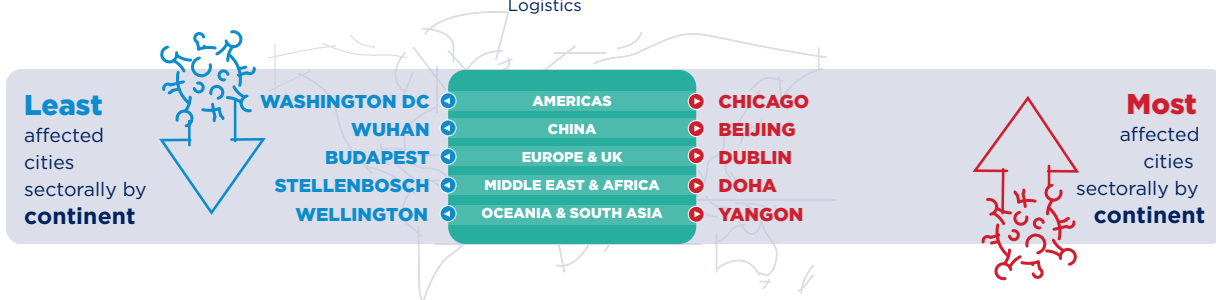 Logistics
Least
affected
cities
sectorally by
continent
WASHINGTON DC AMERICAS CHICAGO
WUHAN CHINA BEIJING
BUDAPEST EUROPE & UK DUBLIN
STELLENBOSCH MIDDLE EAST & AFRICA DOHA
WELLINGTON OCEANIA & SOUTH ASIA YANGON
Most
affected
cities
sectorally by
continent